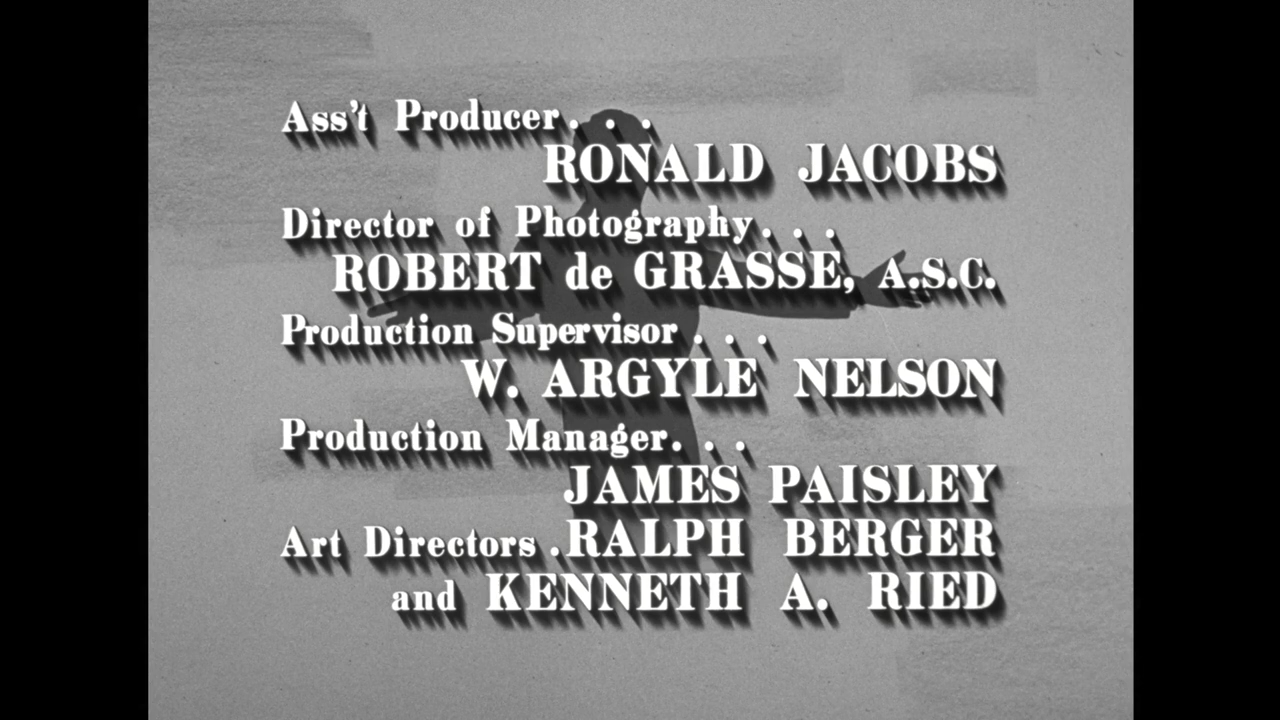 Ass't Producer . . .
RONALD JACOBS
Director of Photography . . .
ROBERT de GRASSE, A.S.C.
Production Supervisor . . .
W. ARGYLE NELSON
Production Manager. . .
JAMES PAISLEY
Art Directors .RALPH BERGER
and KENNETH A. RIED